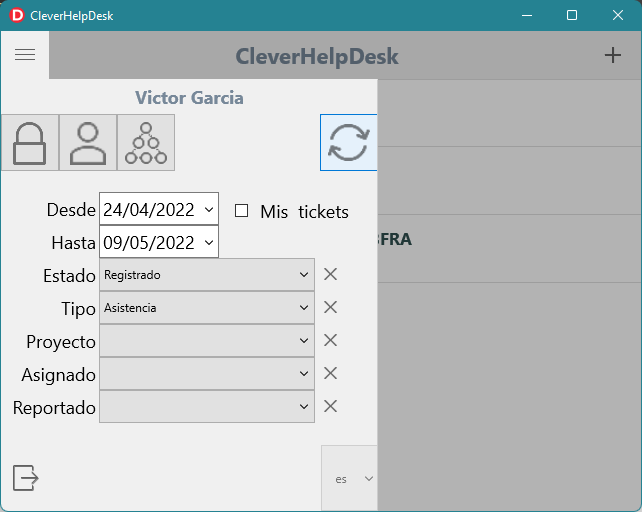 CleverHelpDesk
CleverHelpDesk
Victor Garcia
Desde 24/04/2022 Mis tickets
Hasta 09/05/2022
BFRA
Estado Registrado
Tipo Asistencia
Proyecto
Asignado
Reportado
es